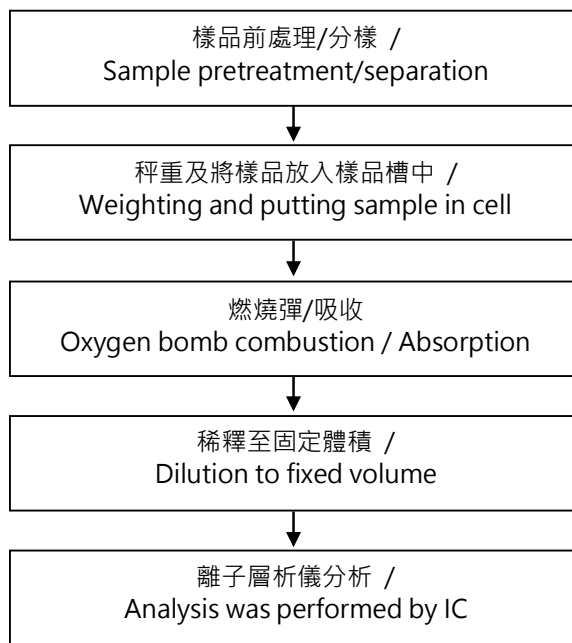 樣品前處理/分樣 /
Sample pretreatment/separation
秤重及將樣品放入樣品槽中 /
Weighting and putting sample in cell
燃燒彈/吸收
Oxygen bomb combustion / Absorption
稀釋至固定體積 /
Dilution to fixed volume
離子層析儀分析 /
Analysis was performed by IC